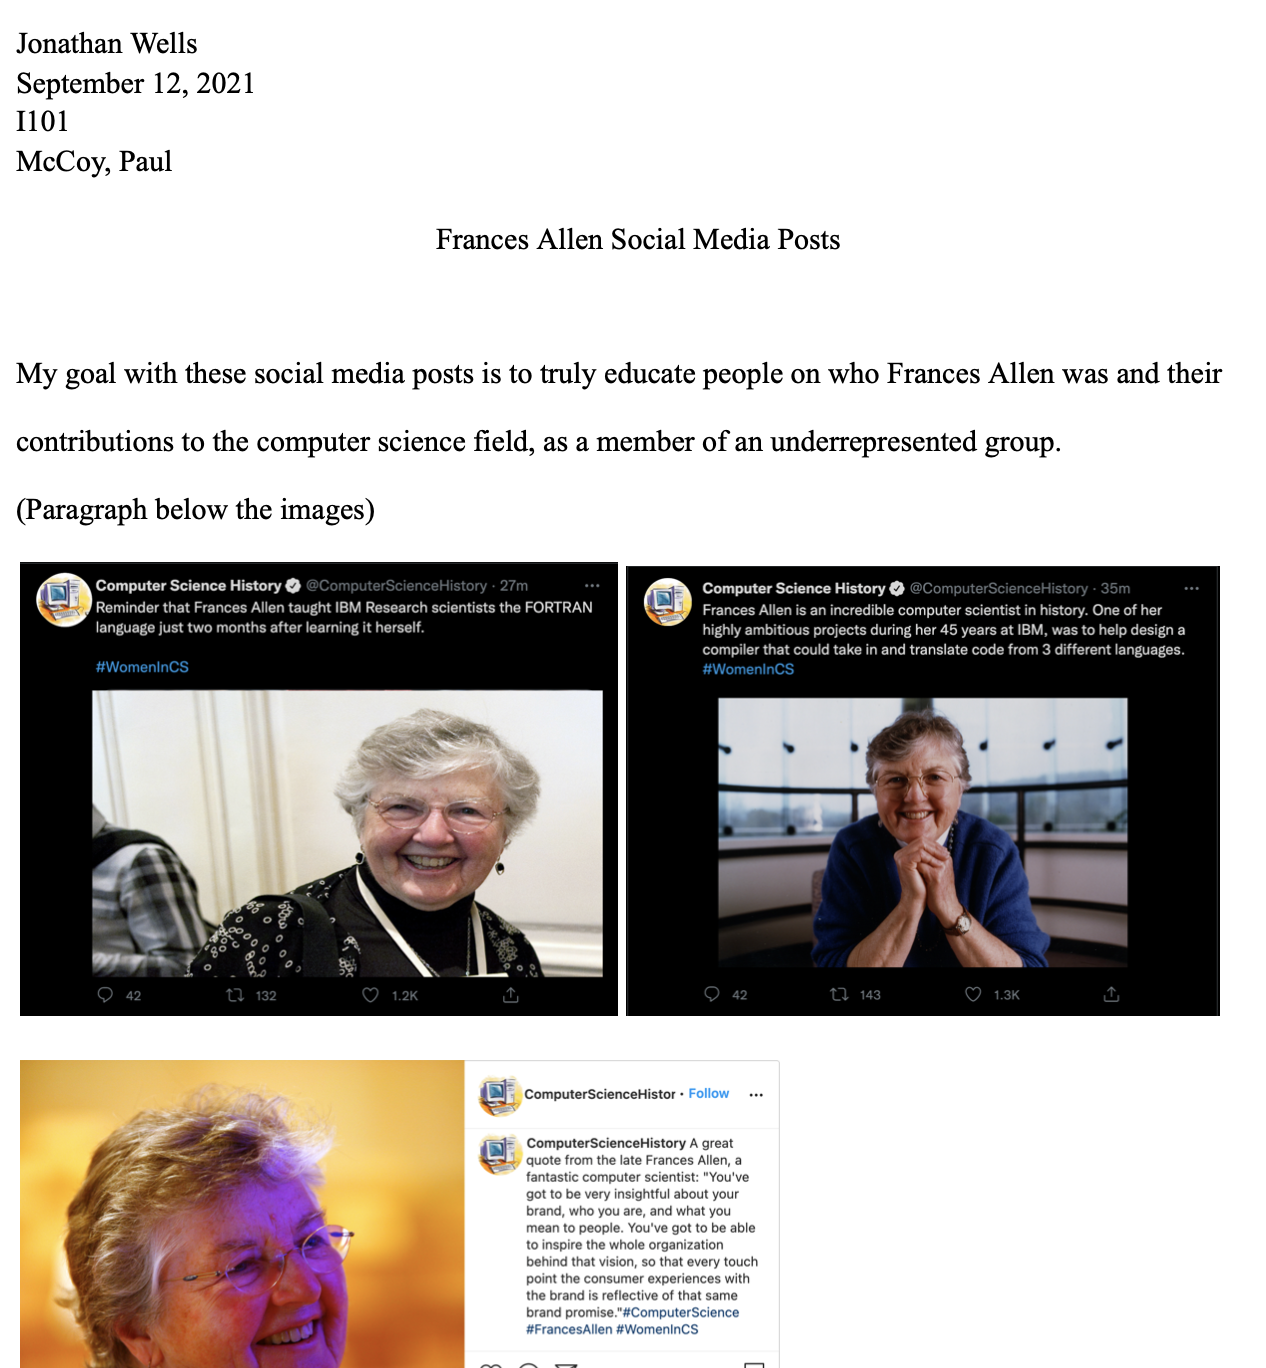 Jonathan Wells
September 12, 2021
I101
McCoy, Paul
Frances Allen Social Media Posts
My goal with these social media posts is to truly educate people on who Frances Allen was and their
contributions to the computer science field, as a member of an underrepresented group.
(Paragraph below the images)
Computer Science History @ComputerScienceHistory · 27m
Reminder that Frances Allen taught IBM Research scientists the FORTRAN
language just two months after learning it herself.
#WomenInCS
42 132 1.2K
Computer Science History @ComputerScienceHistory · 35m
Frances Allen is an incredible computer scientist in history. One of her
highly ambitious projects during her 45 years at IBM, was to help design a
compiler that could take in and translate code from 3 different languages.
#WomenInCS
42 143 1.3K
ComputerScienceHistor · Follow
ComputerScienceHistory A great
quote from the late Frances Allen, a
fantastic computer scientist: "You've
got to be very insightful about your
brand, who you are, and what you
mean to people. You've got to be able
to inspire the whole organization
behind that vision, so that every touch
point the consumer experiences with
the brand is reflective of that same
brand promise."#ComputerScience
#FrancesAllen #WomenInCS